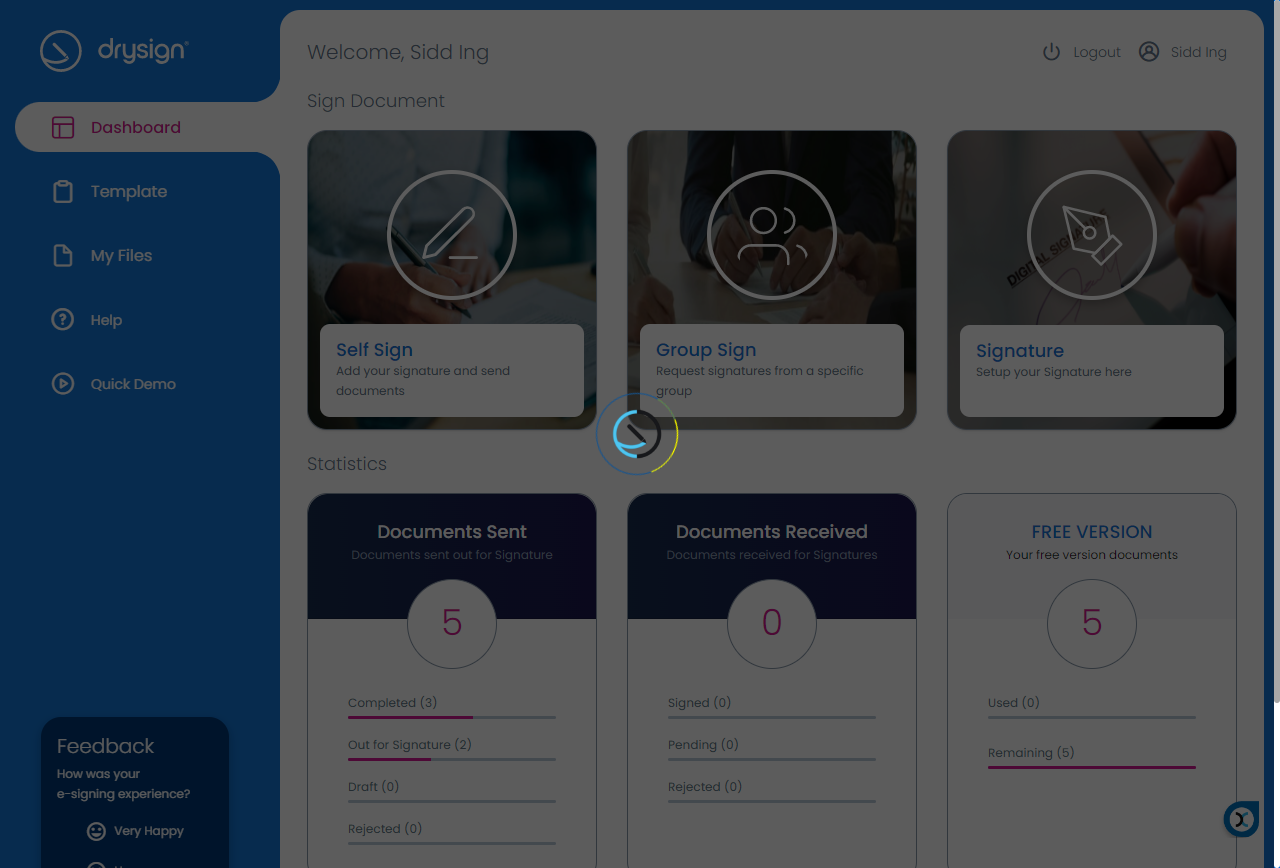 drysign
Welcome, Sidd Ing
Logout
Sidd Ing
Dashboard
Template
My Files
Help
Quick Demo
Sign Document
DIGITAL SIGNATURE
Self Sign
Add your signature and send
documents
Group Sign
Request signatures from a specific
group
Signature
Setup your Signature here
Statistics
Documents Sent
Documents sent out for Signature
5
Completed (3)
Out for Signature (2)
Draft (0)
Rejected (0)
Documents Received
Documents received for Signatures
0
Signed (0)
Pending (0)
Rejected (0)
FREE VERSION
Your free version documents
5
Used (0)
Remaining (5)
Feedback
How was your
e-signing experience?
Very Happy